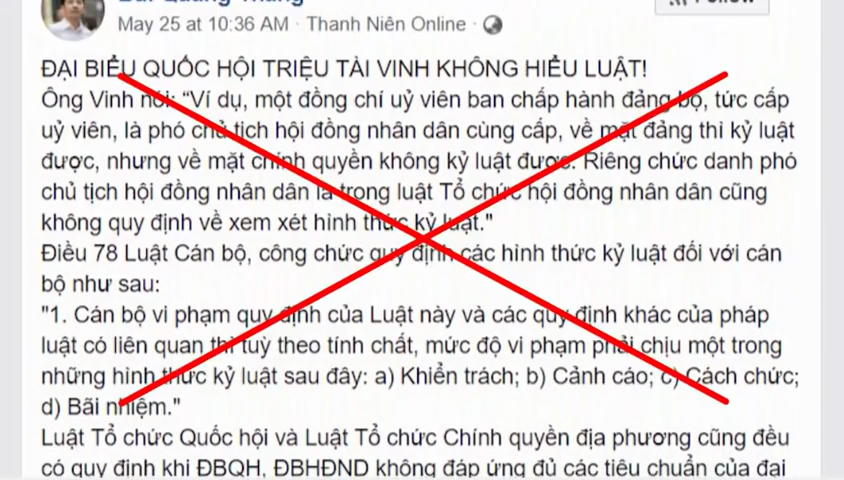 May 25 at 10:36 AM · Thanh Niên Online ·
ĐẠI BIỂU QUỐC HỘI TRIỆU TÀI VINH KHÔNG HIỂU LUẬT!
Ông Vinh nói: "Ví dụ, một đồng chí uỷ viên ban chấp hành đảng bộ, tức cấp
uỷ viên, là phó chủ tịch hội đồng nhân dân cùng cấp, về mặt đảng thì kỷ luật
được, nhưng về mặt chính quyền không kỷ luật được. Riêng chức danh phó
chủ tịch hội đồng nhân dân là trong luật Tổ chức hội đồng nhân dân cũng
không quy định về xem xét hình thức kỷ luật."
Điều 78 Luật Cán bộ, công chức quy định các hình thức kỷ luật đối với cán
bộ như sau:
"1. Cán bộ vi phạm quy định của Luật này và các quy định khác của pháp
luật có liên quan thì tuỳ theo tính chất, mức độ vi phạm phải chịu một trong
những hình thức kỷ luật sau đây: a) Khiển trách; b) Cảnh cáo; c) Cách chức;
d) Bãi nhiệm."
Luật Tổ chức Quốc hội và Luật Tổ chức Chính quyền địa phương cũng đều
có quy định khi ĐBQH, ĐBHĐND không đáp ứng đủ các tiêu chuẩn của đại